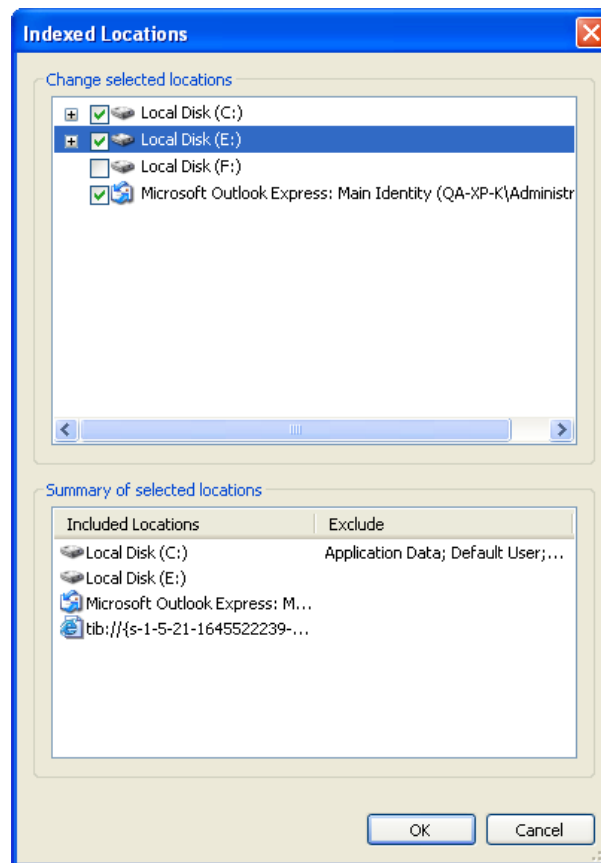 Indexed Locations
Change selected locations
Local Disk (C:)
Local Disk (E:)
Local Disk (F:)
Microsoft Outlook Express: Main Identity (QA-XP-K\Administr
Summary of selected locations
Included Locations Exclude
Local Disk (C:) Application Data; Default User;...
Local Disk (E:)
Microsoft Outlook Express: M...
tib://{s-1-5-21-1645522239-...
OK Cancel